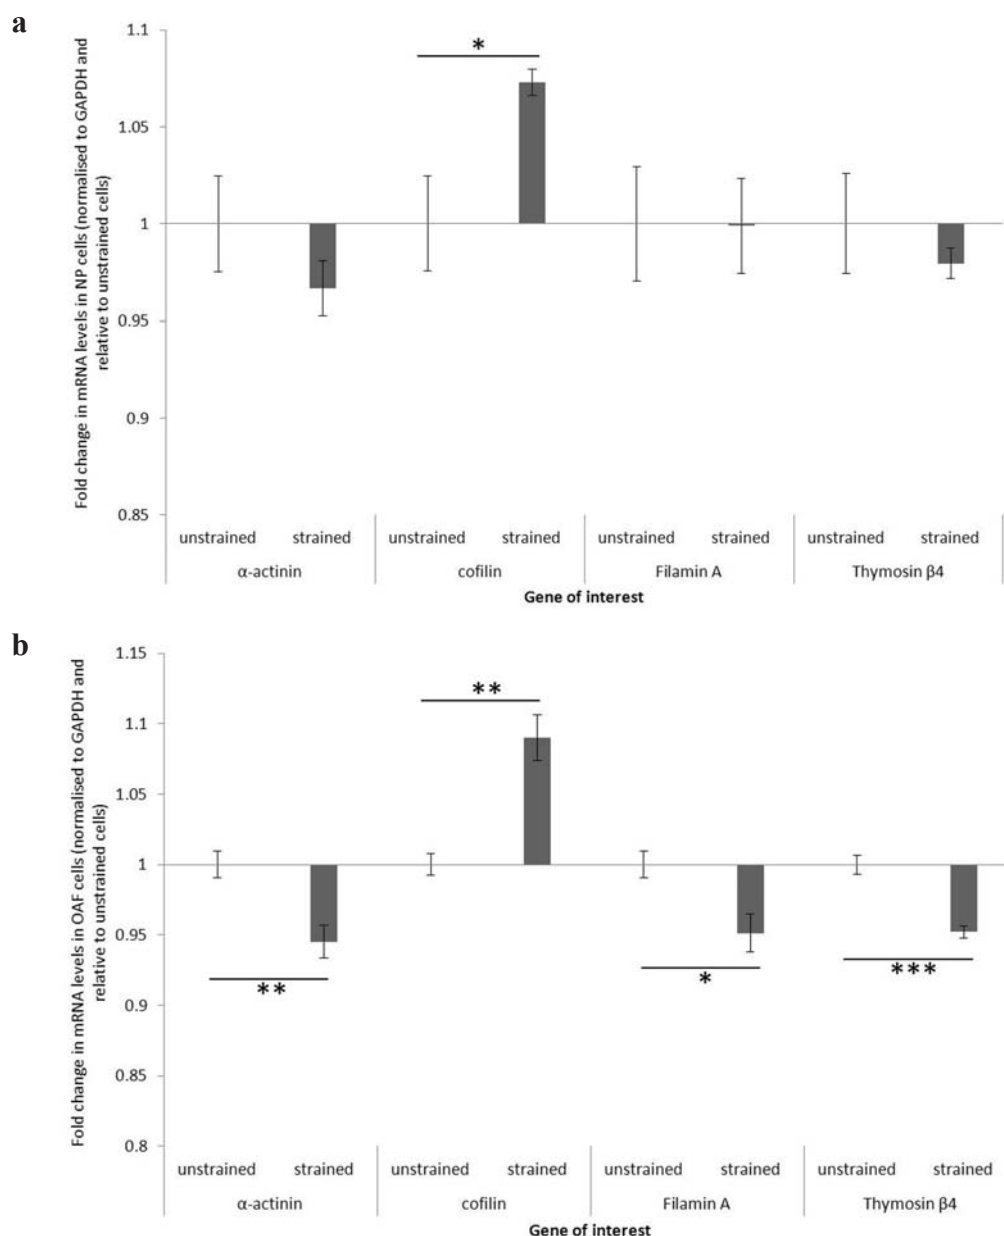 a
Fold change in mRNA levels in NP cells (normalised to GAPDH and
relative to unstrained cells)
1.1
1.05
1
0.95
0.9
0.85
*
unstrained strained unstrained strained unstrained strained unstrained strained
α-actinin cofilin Filamin A Thymosin β4
Gene of interest
b
Fold change in mRNA levels in OAF cells (normalised to GAPDH and
relative to unstrained cells)
1.15
1.1
1.05
1
0.95
0.9
0.85
0.8
**
**
*
***
unstrained strained unstrained strained unstrained strained unstrained strained
α-actinin cofilin Filamin A Thymosin β4
Gene of interest